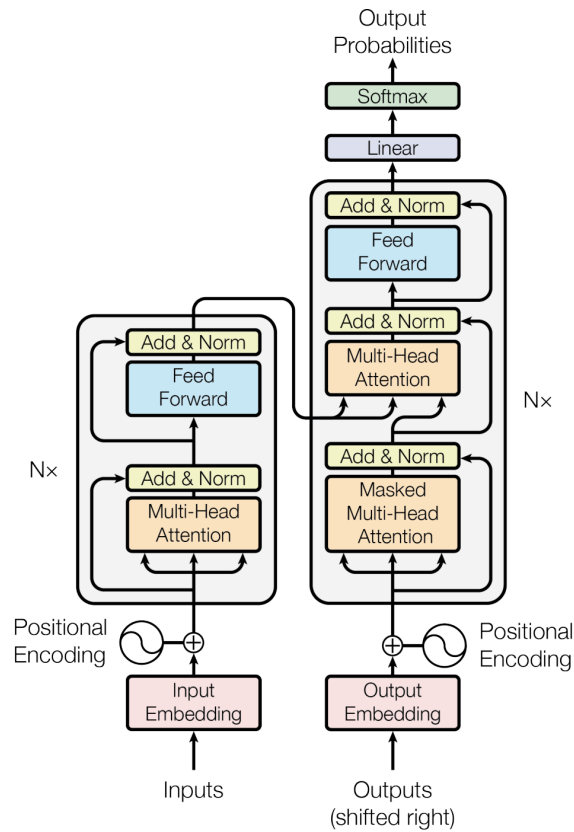 Output
Probabilities
Softmax
Linear
Add & Norm
Feed
Forward
Add & Norm
Multi-Head
Attention
Add & Norm
Masked
Multi-Head
Attention
Nx
Add & Norm
Feed
Forward
Add & Norm
Multi-Head
Attention
Nx
Positional
Encoding
Positional
Encoding
Input
Embedding
Output
Embedding
Inputs
Outputs
(shifted right)